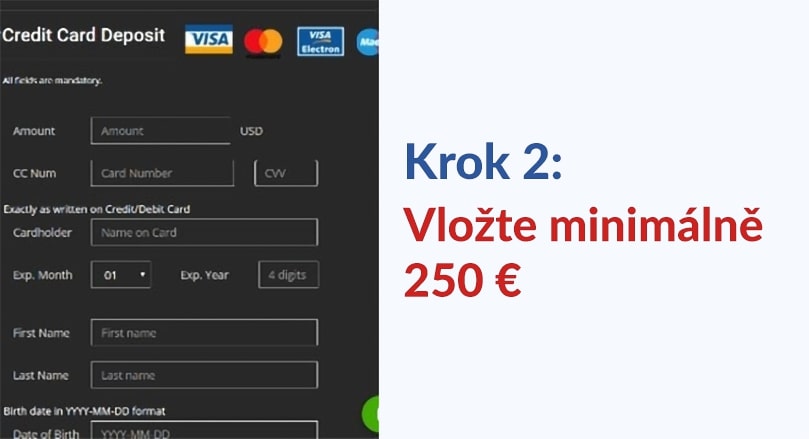 Credit Card Deposit
VISA
VISA
Electron
Mae
All fields are mandatory.
Amount
Amount
USD
CC Num
Card Number
CVV
Exactly as written on Credit/Debit Card
Cardholder
Name on Card
Exp. Month
01
Exp. Year
4 digits
First Name
First name
Last Name
Last name
Birth date in YYYY-MM-DD format
Date of Birth
YYYY-MM-DD
Krok 2:
Vložte minimálně
250 €